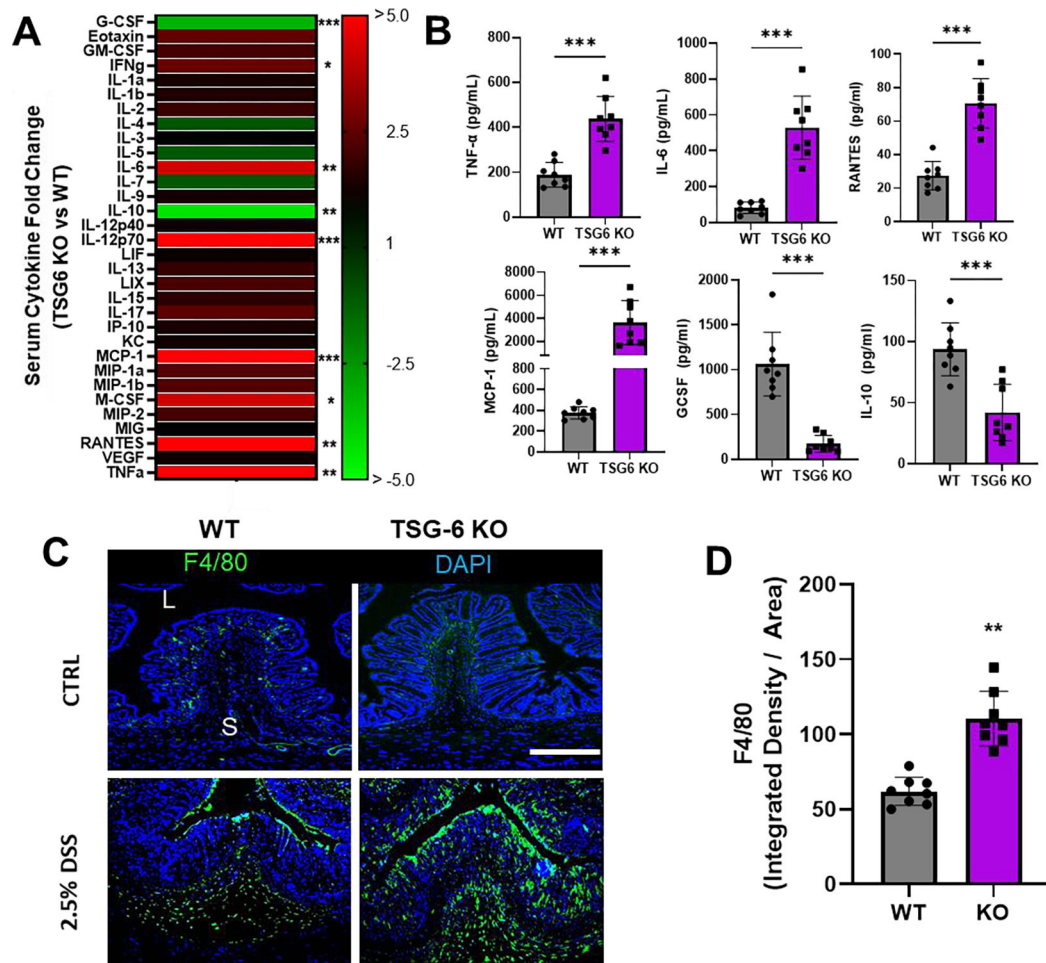 A
Serum Cytokine Fold Change
(TSG6 KO vs WT)
G-CSF ***
Eotaxin
GM-CSF
IFNg *
IL-1a
IL-1b
IL-2
IL-4
IL-3
IL-5
IL-6 **
IL-7
IL-9
IL-10 **
IL-12p40
IL-12p70 ***
LIF
IL-13
LIX
IL-15
IL-17
IP-10
KC
MCP-1 ***
MIP-1a
MIP-1b
M-CSF *
MIP-2
MIG
RANTES **
VEGF
TNFa **
>5.0
2.5
1
-2.5
> -5.0
B
TNF-α (pg/mL)
800
600
400
200
0
***
WT TSG6 KO
IL-6 (pg/mL)
1000
800
600
400
200
0
***
WT TSG6 KO
RANTES (pg/ml)
100
80
60
40
20
0
***
WT TSG6 KO
MCP-1 (pg/mL)
8000
6000
4000
2000
800
600
400
200
0
***
WT TSG6 KO
GCSF (pg/ml)
2000
1500
1000
500
0
***
WT TSG6 KO
IL-10 (pg/ml)
150
100
50
0
***
WT TSG6 KO
C
WT TSG-6 KO
F4/80 DAPI
CTRL
L
S
2.5% DSS
D
F4/80
(Integrated Density / Area)
200
150
100
50
0
**
WT KO